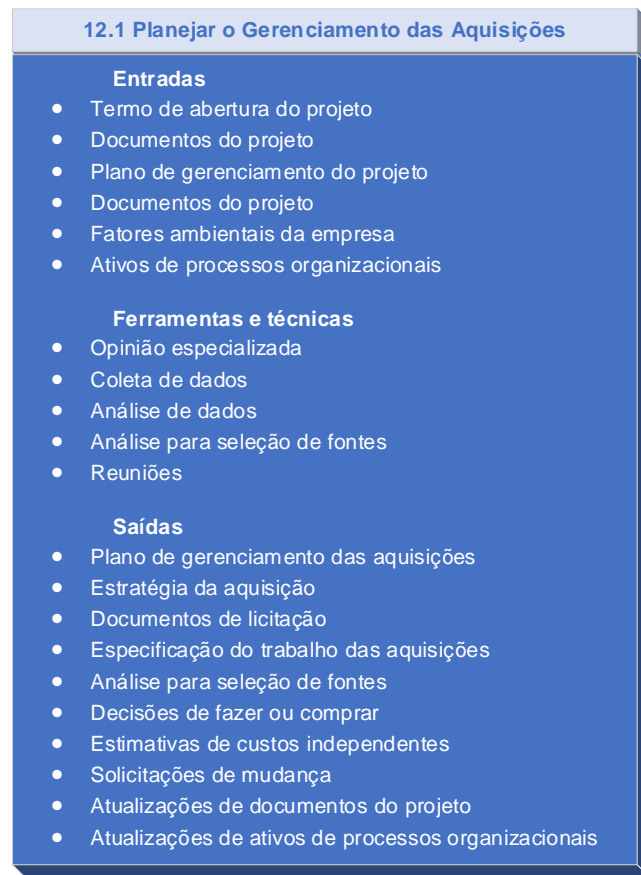 12.1 Planejar o Gerenciamento das Aquisições
Entradas
• Termo de abertura do projeto
• Documentos do projeto
• Plano de gerenciamento do projeto
• Documentos do projeto
• Fatores ambientais da empresa
• Ativos de processos organizacionais
Ferramentas e técnicas
• Opinião especializada
• Coleta de dados
• Análise de dados
• Análise para seleção de fontes
• Reuniões
Saídas
• Plano de gerenciamento das aquisições
• Estratégia da aquisição
• Documentos de licitação
• Especificação do trabalho das aquisições
• Análise para seleção de fontes
• Decisões de fazer ou comprar
• Estimativas de custos independentes
• Solicitações de mudança
• Atualizações de documentos do projeto
• Atualizações de ativos de processos organizacionais